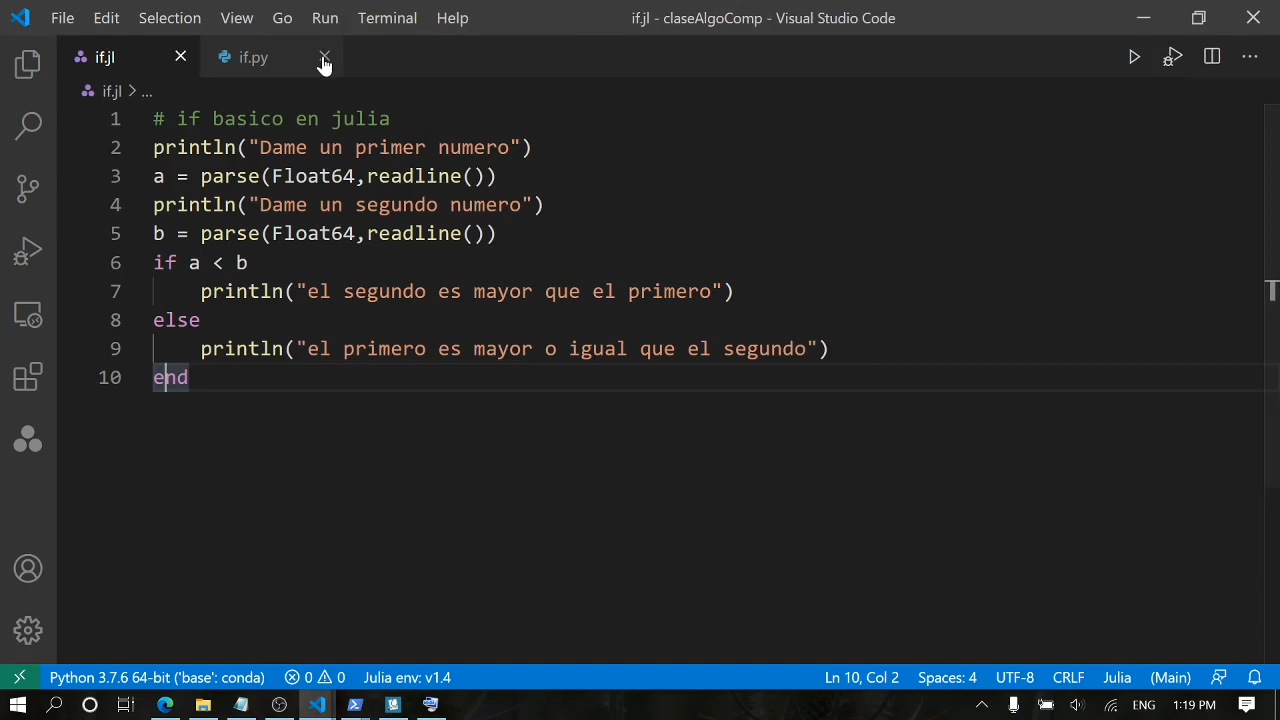 File Edit Selection View Go Run Terminal Help if.jl - claseAlgoComp - Visual Studio Code
if.jl if.py
if.jl > ...
1 # if basico en julia
2 println("Dame un primer numero")
3 a = parse(Float64,readline())
4 println("Dame un segundo numero")
5 b = parse(Float64,readline())
6 if a < b
7 println("el segundo es mayor que el primero")
8 else
9 println("el primero es mayor o igual que el segundo")
10 end
Python 3.7.6 64-bit ('base': conda) 0 0 Julia env: v1.4 Ln 10, Col 2 Spaces: 4 UTF-8 CRLF Julia (Main)
ENG 1:19 PM